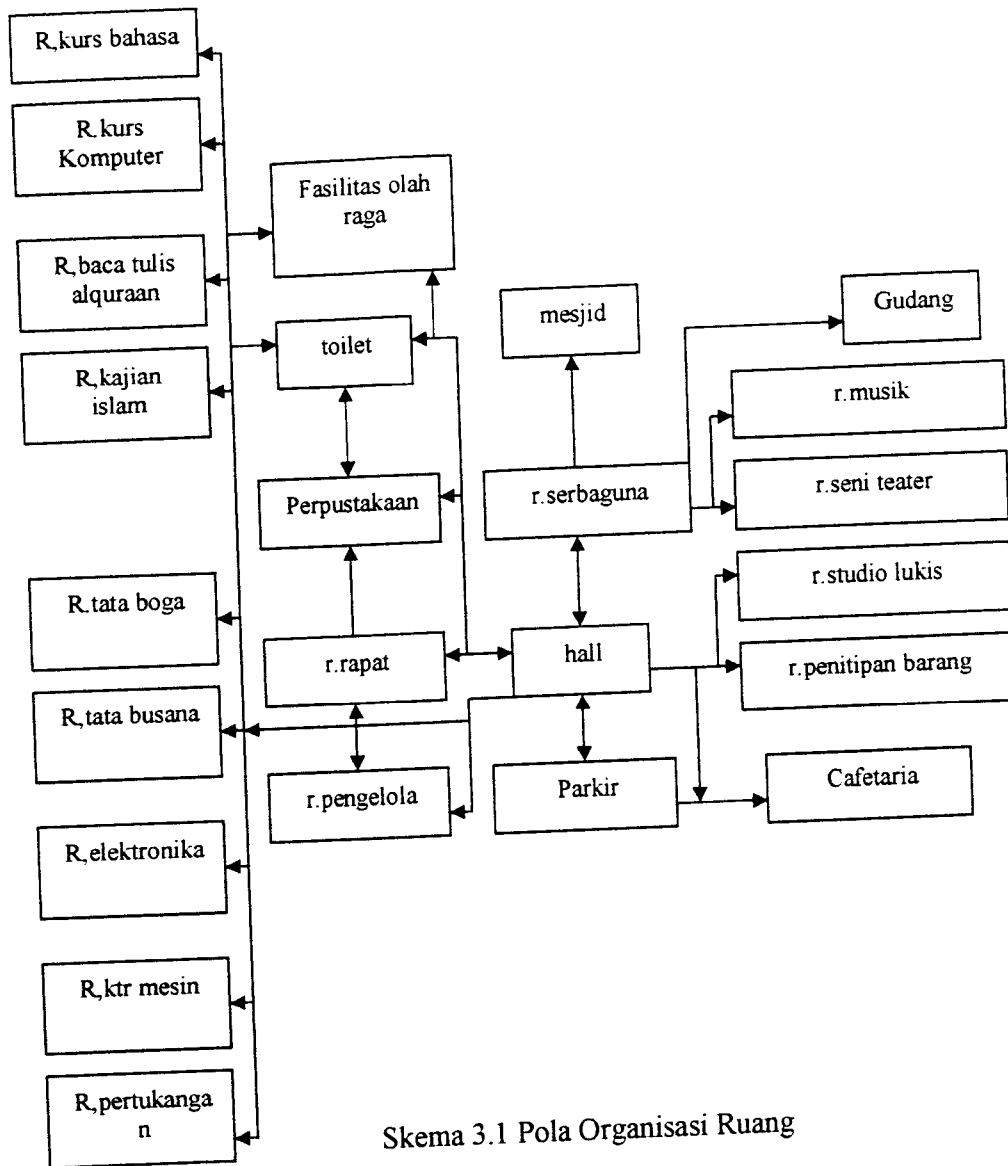 R,kurs bahasa
R.kurs
Komputer
R,baca tulis
alquraan
R,kajian
islam
R.tata boga
R,tata busana
R,elektronika
R,ktr mesin
R,pertukanga
n
Fasilitas olah
raga
toilet
Perpustakaan
r.rapat
r.pengelola
mesjid
r.serbaguna
hall
Parkir
Gudang
r.musik
r.seni teater
r.studio lukis
r.penitipan barang
Cafetaria
Skema 3.1 Pola Organisasi Ruang